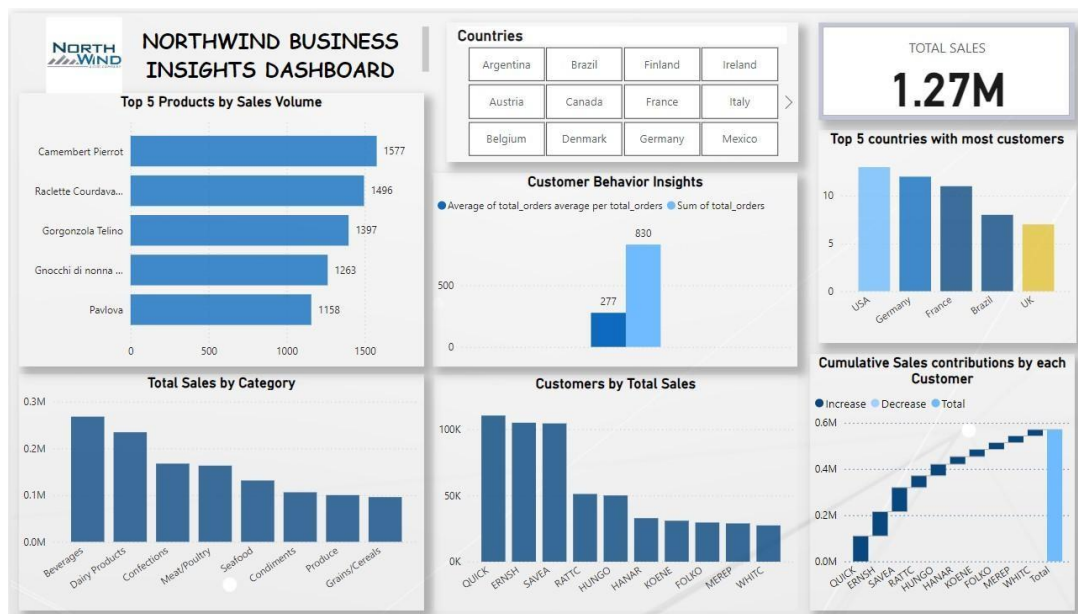 NORTH
WIND
NORTHWIND BUSINESS
INSIGHTS DASHBOARD
Countries
Argentina Brazil Finland Ireland
Austria Canada France Italy
Belgium Denmark Germany Mexico
TOTAL SALES
1.27M
Top 5 Products by Sales Volume
Camembert Pierrot 1577
Raclette Courdava... 1496
Gorgonzola Telino 1397
Gnocchi di nonna ... 1263
Pavlova 1158
0 500 1000 1500
Customer Behavior Insights
Average of total_orders average per total_orders Sum of total_orders
830
500
277
0
Top 5 countries with most customers
10
5
0
USA Germany France Brazil UK
Total Sales by Category
0.3M
0.2M
0.1M
0.0M
Beverages Dairy Products Confections Meat/Poultry Seafood Condiments Produce Grains/Cereals
Customers by Total Sales
100K
50K
0K
QUICK ERNSH SAVEA RATTC HUNGO HANAR KOENE FOLKO MEREP WHITC
Cumulative Sales contributions by each
Customer
Increase Decrease Total
0.6M
0.4M
0.2M
0.0M
QUICK ERNSH SAVEA RATTC HUNGO HANAR KOENE FOLKO MEREP WHITC Total